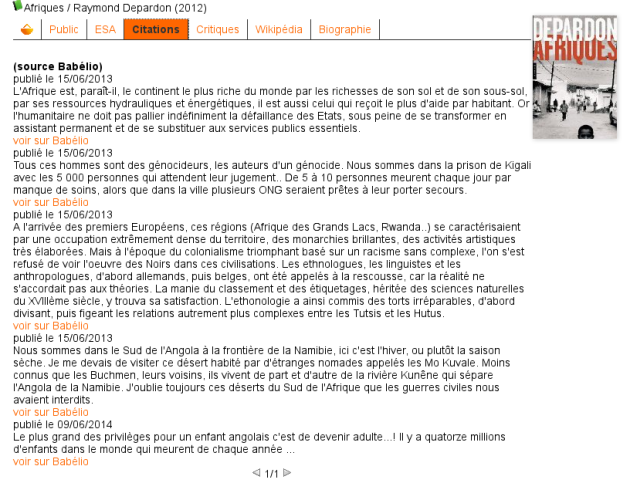 Afriques / Raymond Depardon (2012)
Public
ESA
Citations
Critiques
Wikipédia
Biographie
DEPARDON
AFRIQUES
(source Babélio)
publié le 15/06/2013
L'Afrique est, paraît-il, le continent le plus riche du monde par les richesses de son sol et de son sous-sol,
par ses ressources hydrauliques et énergétiques, il est aussi celui qui reçoit le plus d'aide par habitant. Or
l'humanitaire ne doit pas pallier indéfiniment la défaillance des Etats, sous peine de se transformer en
assistant permanent et de se substituer aux services publics essentiels.
voir sur Babélio
publié le 15/06/2013
Tous ces hommes sont des génocideurs, les auteurs d'un génocide. Nous sommes dans la prison de Kigali
avec les 5 000 personnes qui attendent leur jugement.. De 5 à 10 personnes meurent chaque jour par
manque de soins, alors que dans la ville plusieurs ONG seraient prêtes à leur porter secours.
voir sur Babélio
publié le 15/06/2013
A l'arrivée des premiers Européens, ces régions (Afrique des Grands Lacs, Rwanda..) se caractérisaient
par une occupation extrêmement dense du territoire, des monarchies brillantes, des activités artistiques
très élaborées. Mais à l'époque du colonialisme triomphant basé sur un racisme sans complexe, l'on s'est
refusé de voir l'oeuvre des Noirs dans ces civilisations. Les ethnologues, les linguistes et les
anthropologues, d'abord allemands, puis belges, ont été appelés à la rescousse, car la réalité ne
s'accordait pas aux théories. La manie du classement et des étiquetages, héritée des sciences naturelles
du XVIIIème siècle, y trouva sa satisfaction. L'ethonologie a ainsi commis des torts irréparables, d'abord
divisant, puis figeant les relations autrement plus complexes entre les Tutsis et les Hutus.
voir sur Babélio
publié le 15/06/2013
Nous sommes dans le Sud de l'Angola à la frontière de la Namibie, ici c'est l'hiver, ou plutôt la saison
sèche. Je me devais de visiter ce désert habité par d'étranges nomades appelés les Mo Kuvale. Moins
connus que les Buchmen, leurs voisins, ils vivent de part et d'autre de la rivière Kunêne qui sépare
l'Angola de la Namibie. J'oublie toujours ces déserts du Sud de l'Afrique que les guerres civiles nous
avaient interdits.
voir sur Babélio
publié le 09/06/2014
Le plus grand des privilèges pour un enfant angolais c'est de devenir adulte...! Il y a quatorze millions
d'enfants dans le monde qui meurent de chaque année ...
voir sur Babélio
1/1